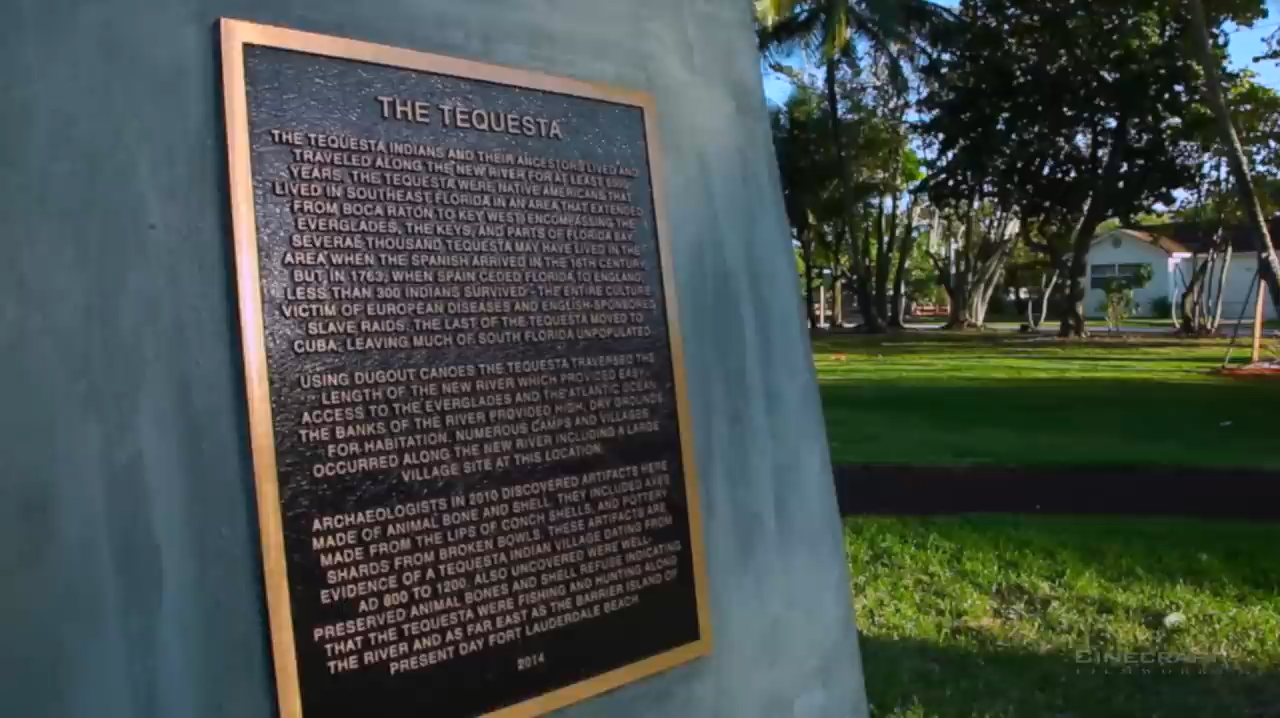 THE TEQUESTA
THE TEQUESTA INDIANS AND THEIR ANCESTORS LIVED AND
TRAVELED ALONG THE NEW RIVER FOR AT LEAST
YEARS. THE TEQUESTA WERE NATIVE AMERICANS THAT
LIVED IN SOUTHEAST FLORIDA IN AN AREA THAT EXTENDED
FROM BOCA RATON TO KEY WEST ENCOMPASSING THE
EVERGLADES, THE KEYS, AND PARTS OF FLORIDA BAY.
SEVERAL THOUSAND TEQUESTA MAY HAVE LIVED IN THE
AREA WHEN THE SPANISH ARRIVED IN THE 16TH CENTURY
BUT IN 1763, WHEN SPAIN CEDED FLORIDA TO ENGLAND,
LESS THAN 300 INDIANS SURVIVED - THE ENTIRE CULTURE
VICTIM OF EUROPEAN DISEASES AND ENGLISH-SPONSORED
SLAVE RAIDS. THE LAST OF THE TEQUESTA MOVED TO
CUBA, LEAVING MUCH OF SOUTH FLORIDA UNPOPULATED.
USING DUGOUT CANOES THE TEQUESTA TRAVERSED THE
LENGTH OF THE NEW RIVER WHICH PROVIDED EASY
ACCESS TO THE EVERGLADES AND THE ATLANTIC OCEAN.
THE BANKS OF THE RIVER PROVIDED HIGH, DRY GROUNDS
FOR HABITATION. NUMEROUS CAMPS AND VILLAGES
OCCURRED ALONG THE NEW RIVER INCLUDING A LARGE
VILLAGE SITE AT THIS LOCATION.
ARCHAEOLOGISTS IN 2010 DISCOVERED ARTIFACTS HERE
MADE OF ANIMAL BONE AND SHELL. THEY INCLUDED AXES
MADE FROM THE LIPS OF CONCH SHELLS, AND POTTERY
SHARDS FROM BROKEN BOWLS. THESE ARTIFACTS ARE
EVIDENCE OF A TEQUESTA INDIAN VILLAGE DATING FROM
AD 800 TO 1200. ALSO UNCOVERED WERE WELL-
PRESERVED ANIMAL BONES AND SHELL REFUSE INDICATING
THAT THE TEQUESTA WERE FISHING AND HUNTING ALONG
THE RIVER AND AS FAR EAST AS THE BARRIER ISLAND OF
PRESENT DAY FORT LAUDERDALE BEACH.
2014
CINECRAFT
FILMWORKS